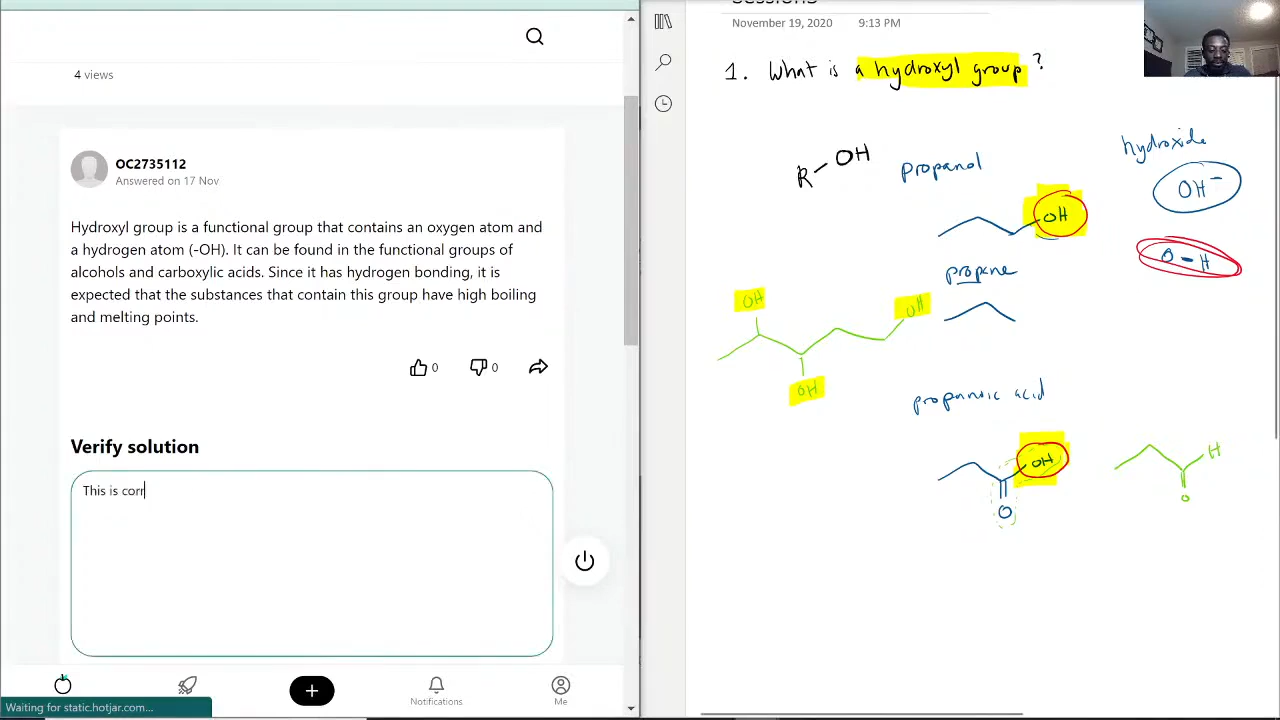 4 views
OC2735112
Answered on 17 Nov
Hydroxyl group is a functional group that contains an oxygen atom and
a hydrogen atom (-OH). It can be found in the functional groups of
alcohols and carboxylic acids. Since it has hydrogen bonding, it is
expected that the substances that contain this group have high boiling
and melting points.
0
0
Verify solution
This is corr
Notifications
Me
Waiting for static.hotjar.com...
November 19, 2020 9:13 PM
1. What is a hydroxyl group?
R-OH
propanol
OH
hydroxide
OH⁻
O-H
propane
OH
OH
OH
propanoic acid
OH
O
H
O